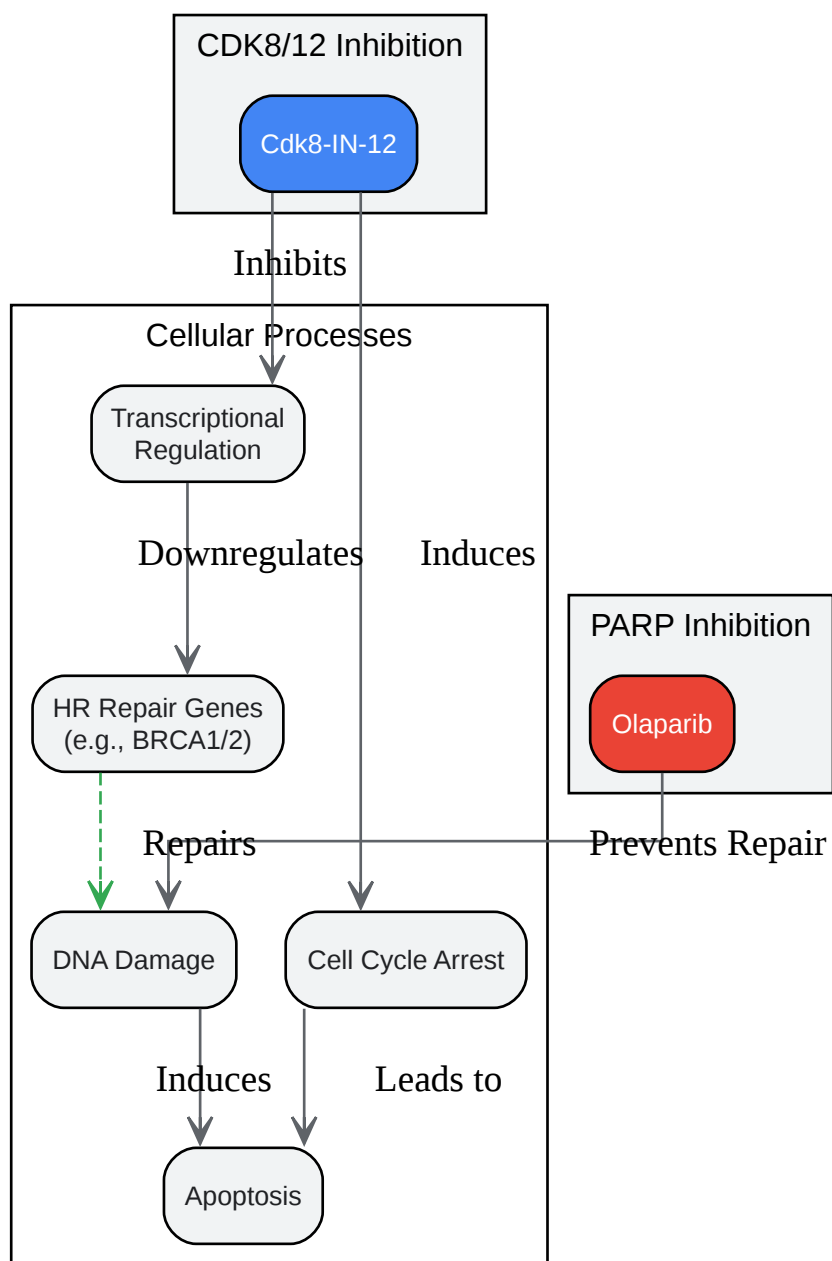 CDK8/12 Inhibition
Cdk8-IN-12
Inhibits
Cellular Processes
Transcriptional
Regulation
Downregulates
Induces
PARP Inhibition
HR Repair Genes
(e.g., BRCA1/2)
Olaparib
Repairs
Prevents Repair
DNA Damage
Cell Cycle Arrest
Induces
Leads to
Apoptosis